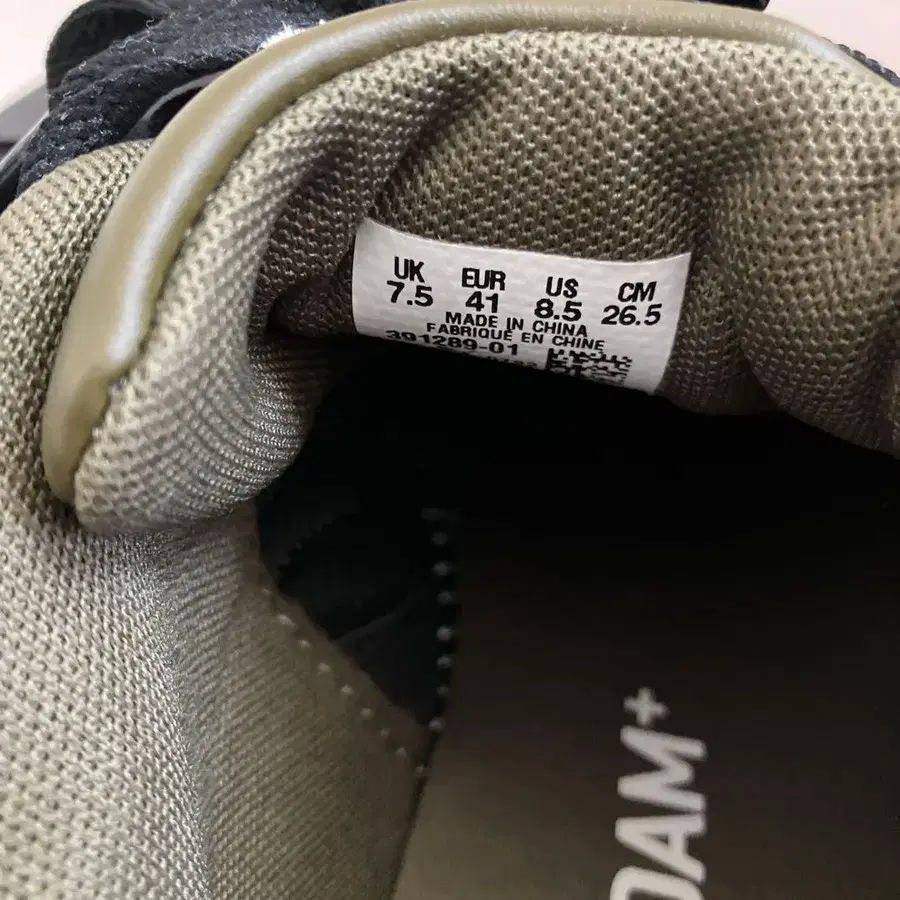 UK EUR US CM
7.5 41 8.5 26.5
MADE IN CHINA
FABRIQUÉ EN CHINE
391289-01
OAM+